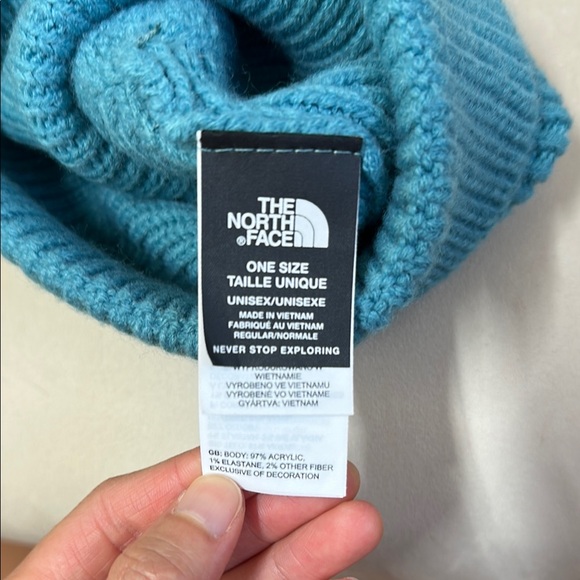 THE
NORTH
®FACE
ONE SIZE
TAILLE UNIQUE
UNISEX/UNISEXE
MADE IN VIETNAM
FABRIQUÉ AU VIETNAM
REGULAR/NORMALE
NEVER STOP EXPLORING
WYPRODUKOWANO W
WIETNAMIE
VYROBENO VE VIETNAMU
VYROBENÉ VO VIETNAME
GYÁRTVA: VIETNAM
GB: BODY: 97% ACRYLIC,
1% ELASTANE, 2% OTHER FIBER
EXCLUSIVE OF DECORATION